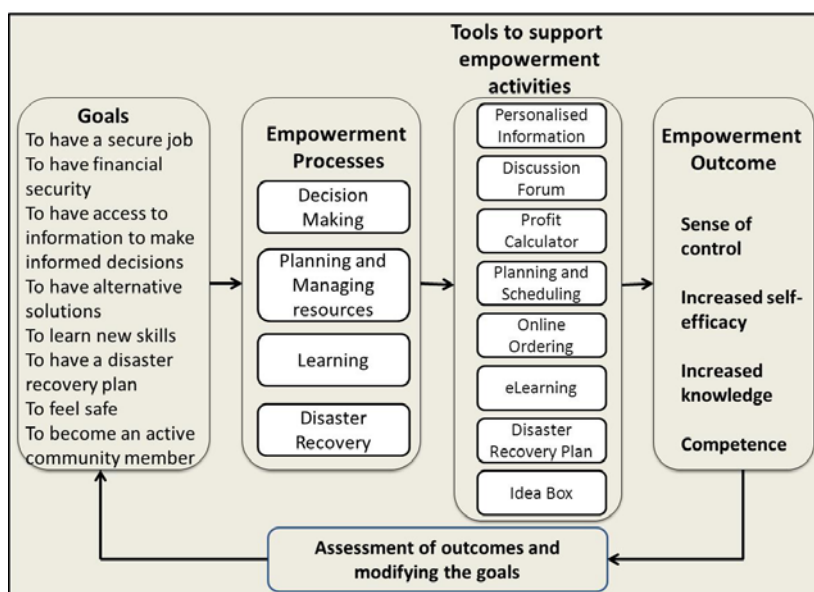 Goals
To have a secure job
To have financial
security
To have access to
information to make
informed decisions
To have alternative
solutions
To learn new skills
To have a disaster
recovery plan
To feel safe
To become an active
community member
Empowerment
Processes
Decision
Making
Planning and
Managing
resources
Learning
Disaster
Recovery
Tools to support
empowerment
activities
Personalised
Information
Discussion
Forum
Profit
Calculator
Planning and
Scheduling
Online
Ordering
eLearning
Disaster
Recovery Plan
Idea Box
Empowerment
Outcome
Sense of
control
Increased self-
efficacy
Increased
knowledge
Competence
Assessment of outcomes and
modifying the goals